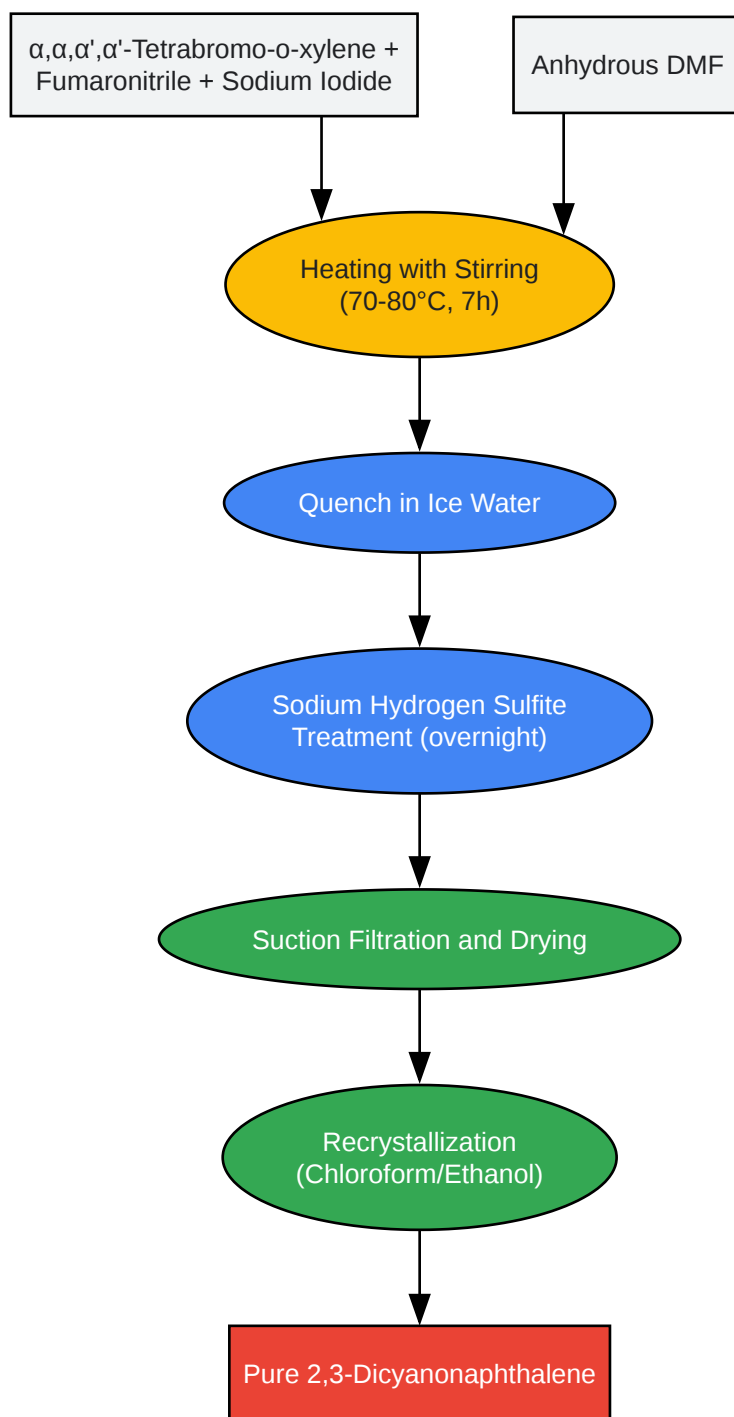 α,α,α',α'-Tetrabromo-o-xylene +
Fumaronitrile + Sodium Iodide
Anhydrous DMF
Heating with Stirring
(70-80°C, 7h)
Quench in Ice Water
Sodium Hydrogen Sulfite
Treatment (overnight)
Suction Filtration and Drying
Recrystallization
(Chloroform/Ethanol)
Pure 2,3-Dicyanonaphthalene